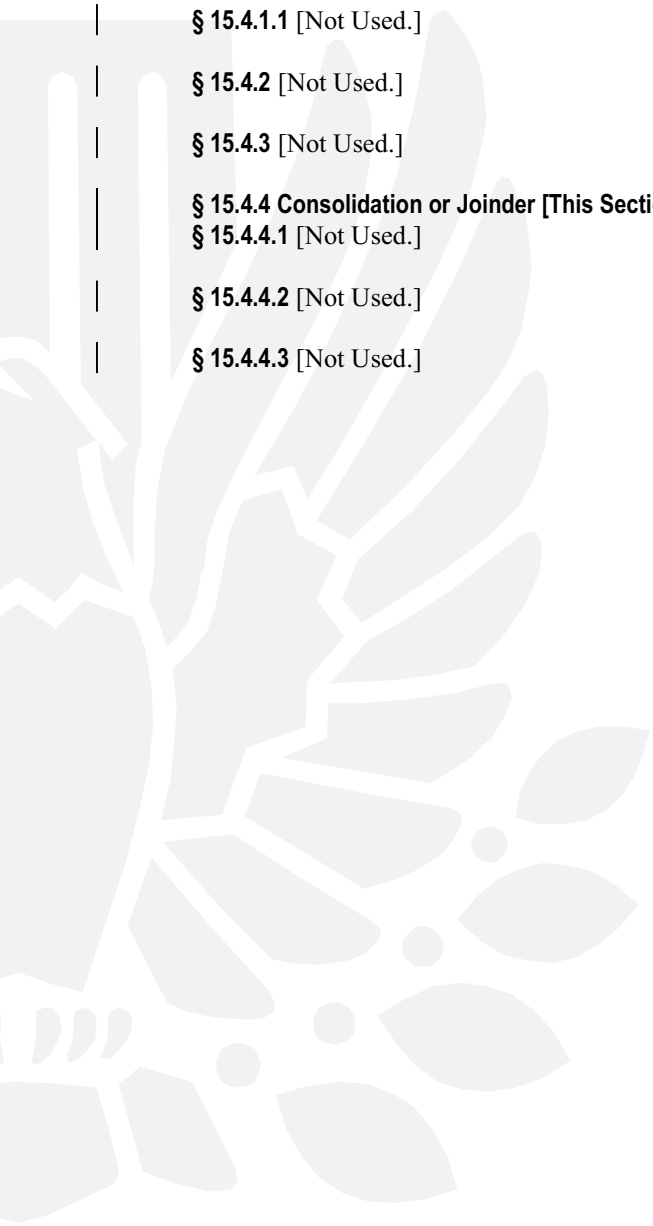 § 15.4.1.1 [Not Used.]
§ 15.4.2 [Not Used.]
§ 15.4.3 [Not Used.]
§ 15.4.4 Consolidation or Joinder [This Secti
§ 15.4.4.1 [Not Used.]
§ 15.4.4.2 [Not Used.]
§ 15.4.4.3 [Not Used.]